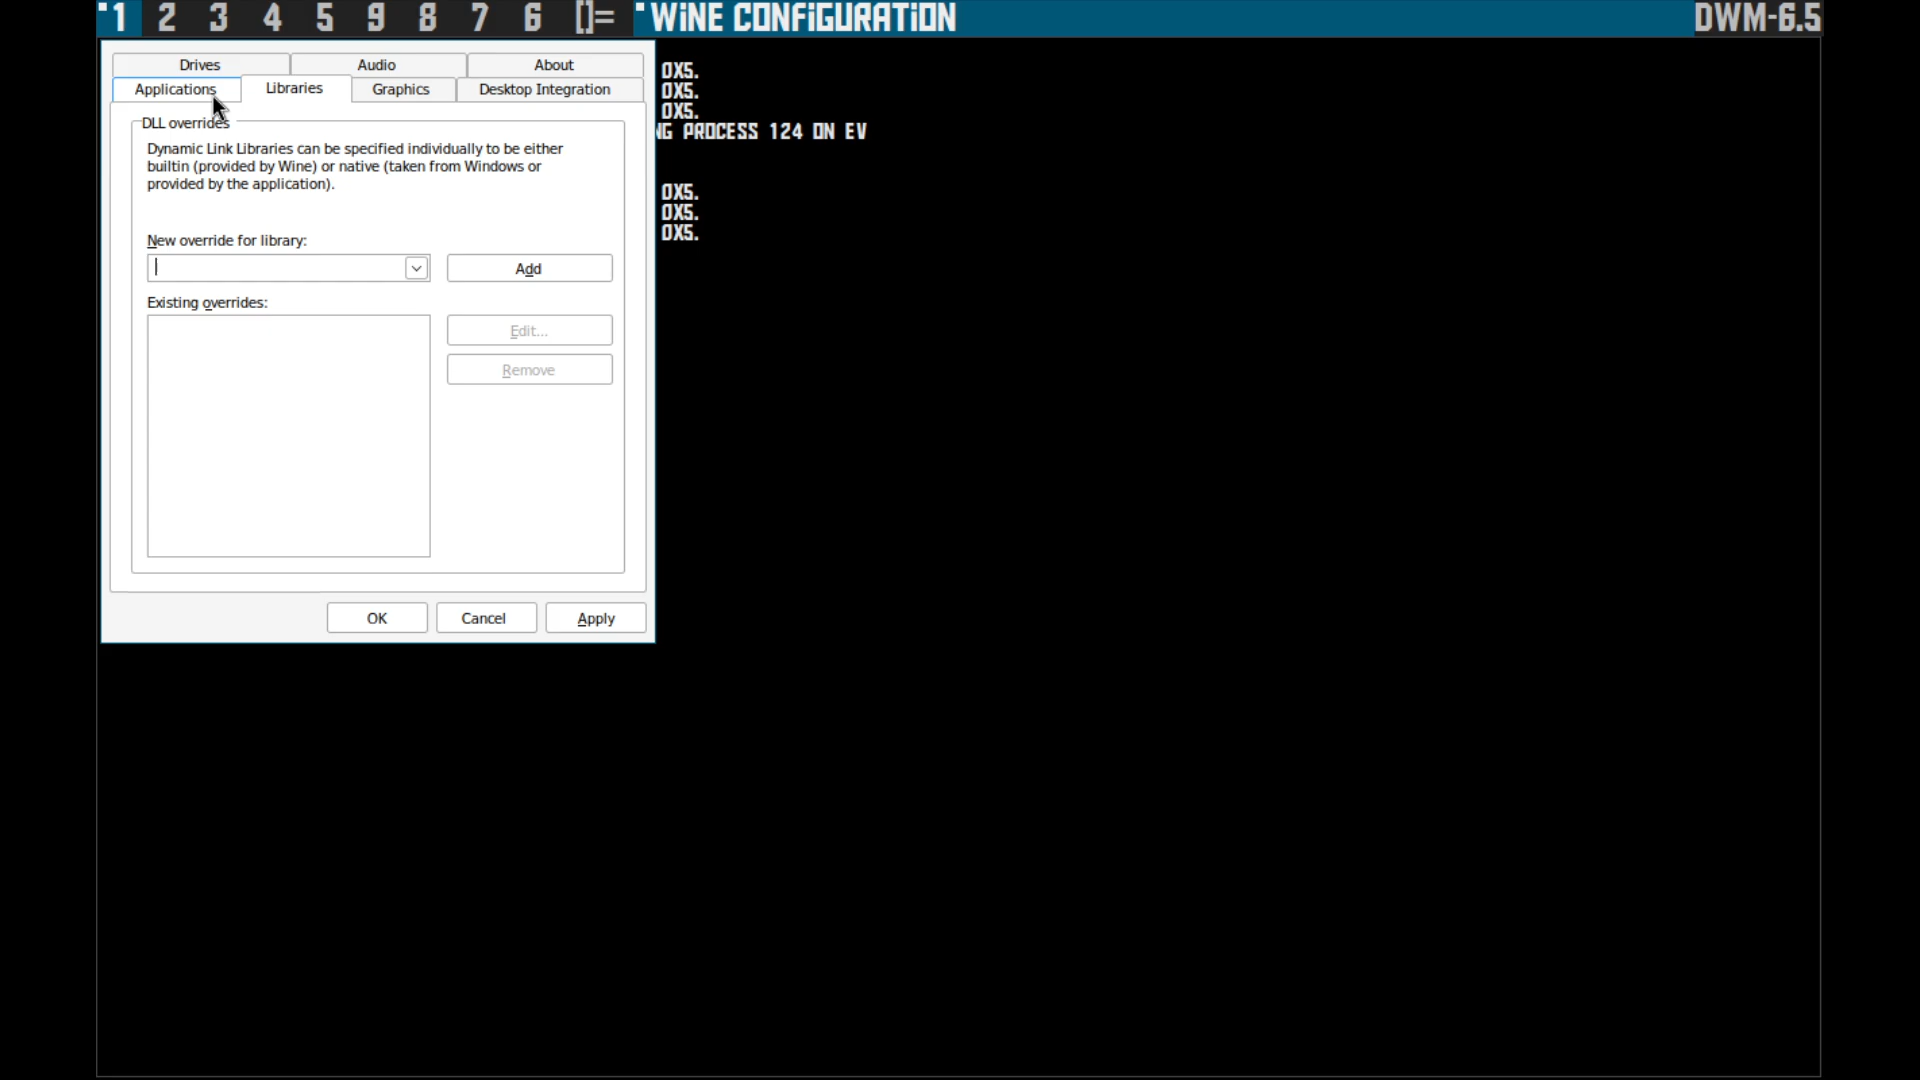 1 2 3 4 5 9 8 7 6 []= WiNE CONFiGURATiON DWM-6.5
Drives Audio About
Applications Libraries Graphics Desktop Integration
DLL overrides
Dynamic Link Libraries can be specified individually to be either
builtin (provided by Wine) or native (taken from Windows or
provided by the application).
New override for library:
Add
Existing overrides:
Edit...
Remove
OK Cancel Apply
0X5.
0X5.
0X5.
NG PROCESS 124 ON EV
0X5.
0X5.
0X5.